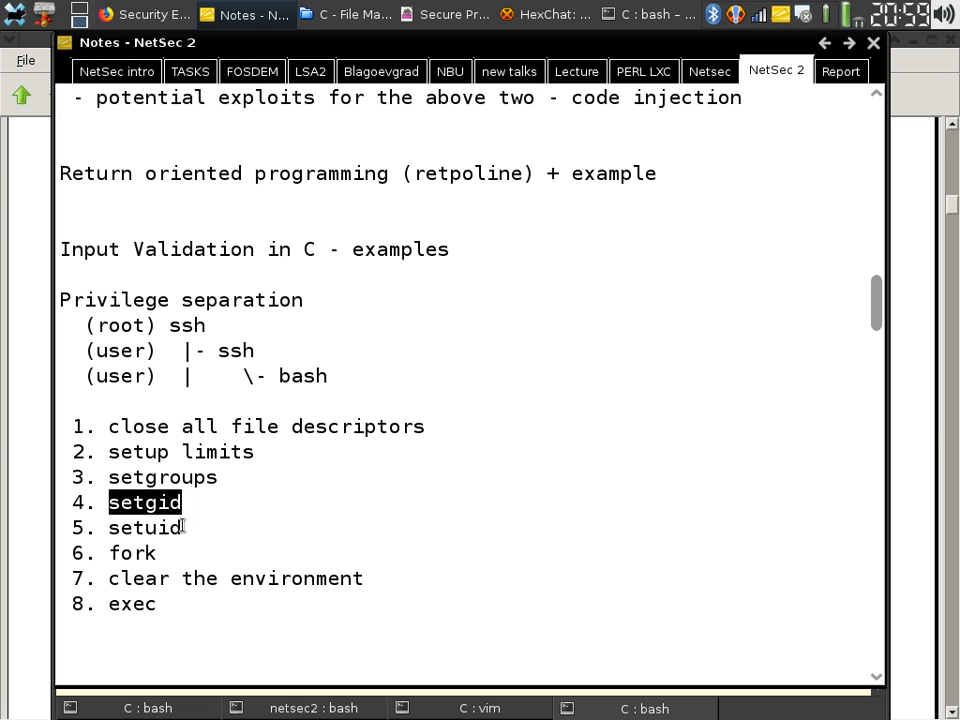 Security E...
Notes - N...
C - File Ma...
Secure Pr...
HexChat: ...
C : bash - ...
20:59
Notes - NetSec 2
File
NetSec intro
TASKS
FOSDEM
LSA2
Blagoevgrad
NBU
new talks
Lecture
PERL LXC
Netsec
NetSec 2
Report
- potential exploits for the above two - code injection
Return oriented programming (retpoline) + example
Input Validation in C - examples
Privilege separation
(root) ssh
(user) |- ssh
(user) | \- bash
1. close all file descriptors
2. setup limits
3. setgroups
4. setgid
5. setuid
6. fork
7. clear the environment
8. exec
C : bash
netsec2 : bash
C : vim
C : bash